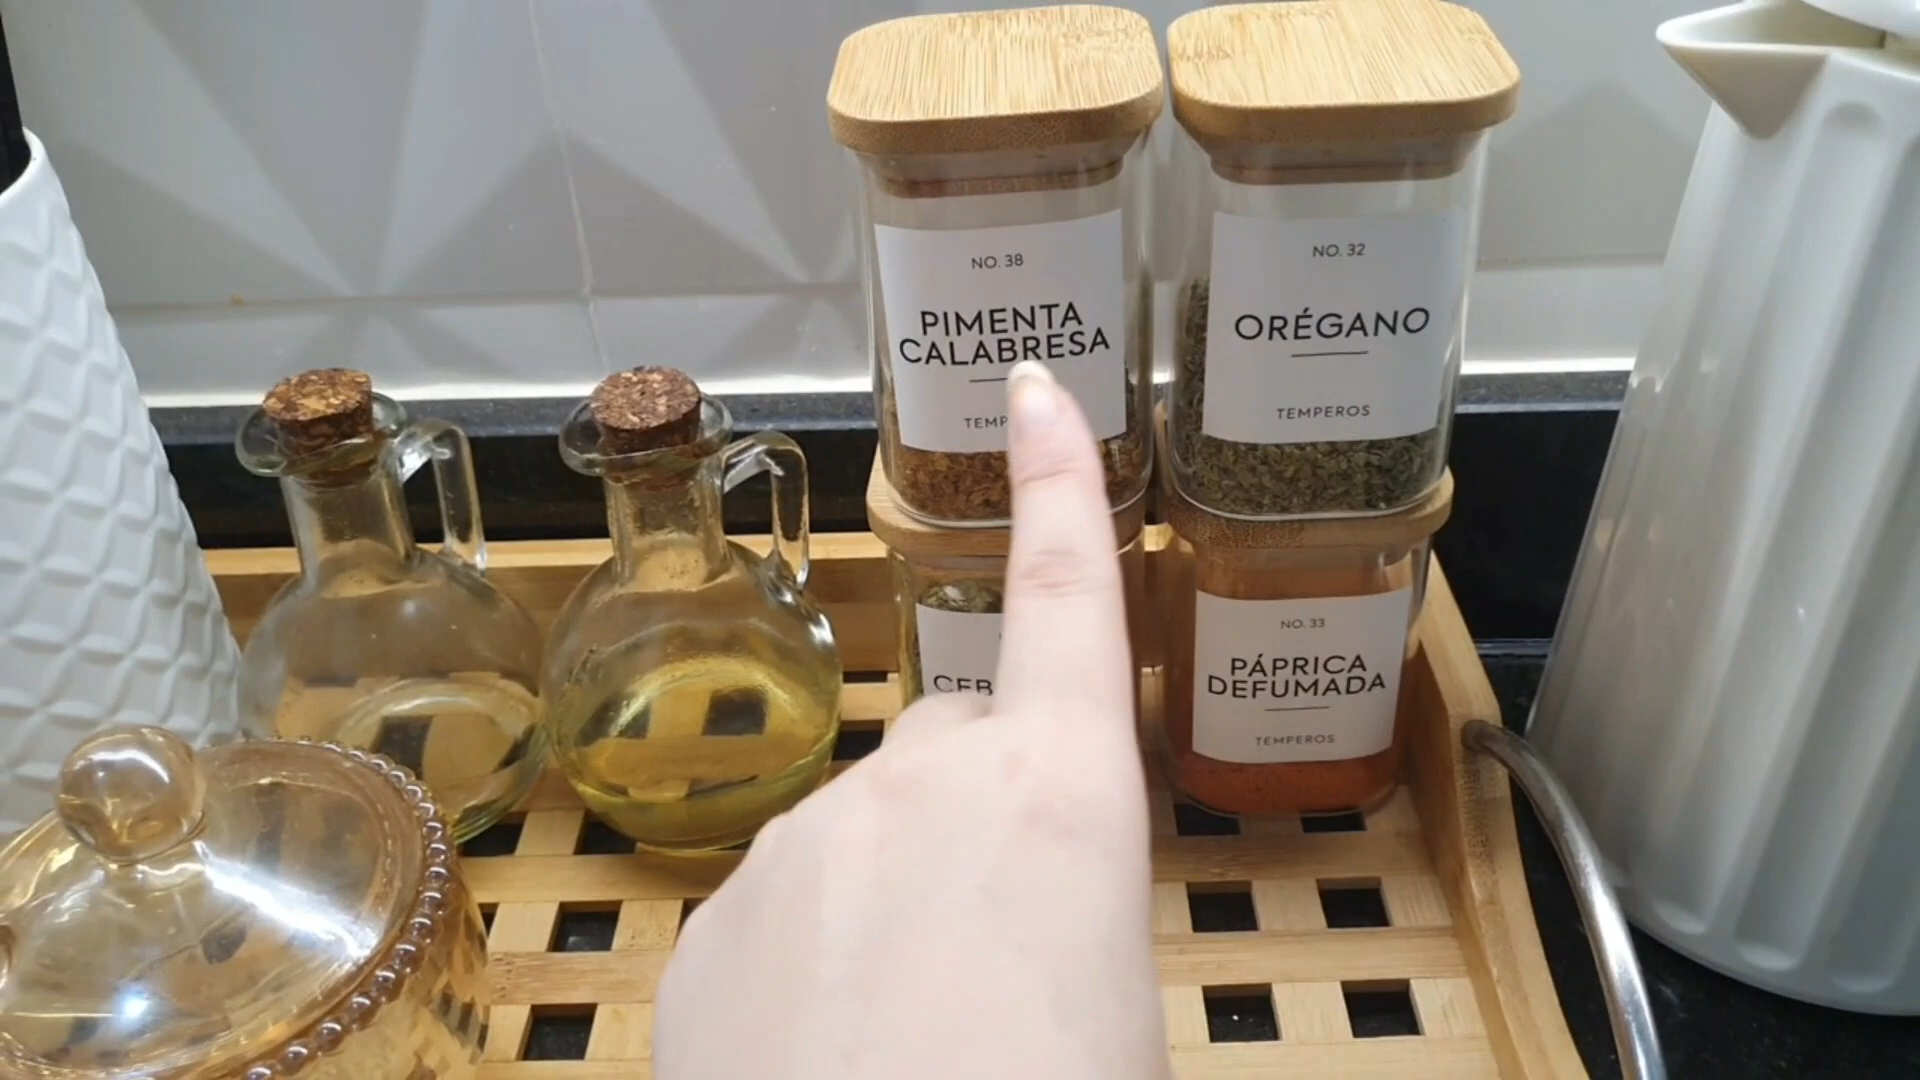 NO. 38
PIMENTA
CALABRESA
NO. 32
ORÉGANO
TEMPEROS
NO. 33
PÁPRICA
DEFUMADA
TEMPEROS